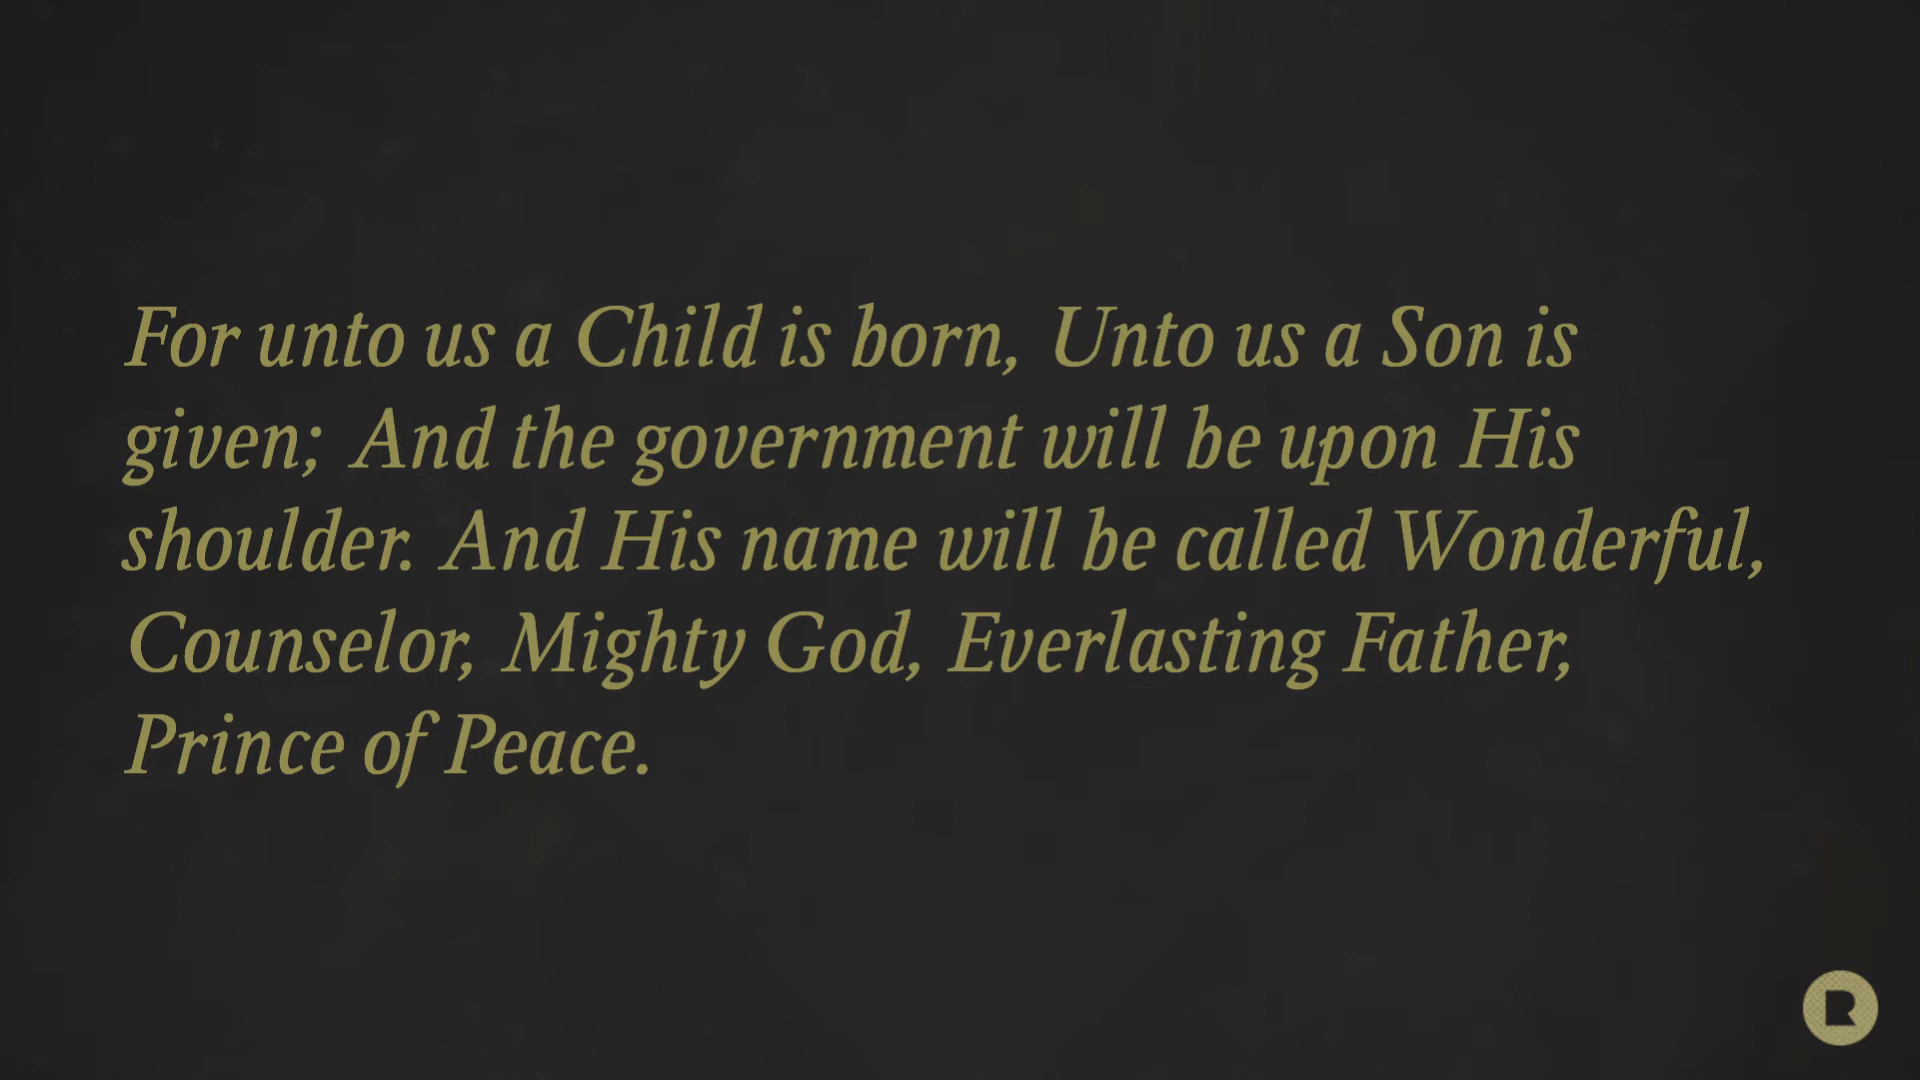 For unto us a Child is born, Unto us a Son is
given; And the government will be upon His
shoulder. And His name will be called Wonderful,
Counselor, Mighty God, Everlasting Father,
Prince of Peace.
R